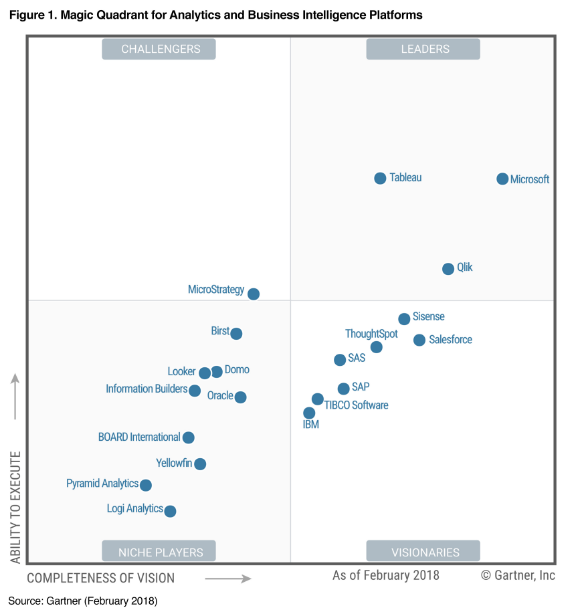 Figure 1. Magic Quadrant for Analytics and Business Intelligence Platforms
CHALLENGERS
LEADERS
Tableau
Microsoft
Qlik
MicroStrategy
Sisense
Birst
ThoughtSpot
Salesforce
SAS
Looker
Domo
Information Builders
SAP
Oracle
TIBCO Software
IBM
BOARD International
Yellowfin
Pyramid Analytics
Logi Analytics
ABILITY TO EXECUTE
NICHE PLAYERS
VISIONARIES
COMPLETENESS OF VISION
As of February 2018
© Gartner, Inc
Source: Gartner (February 2018)